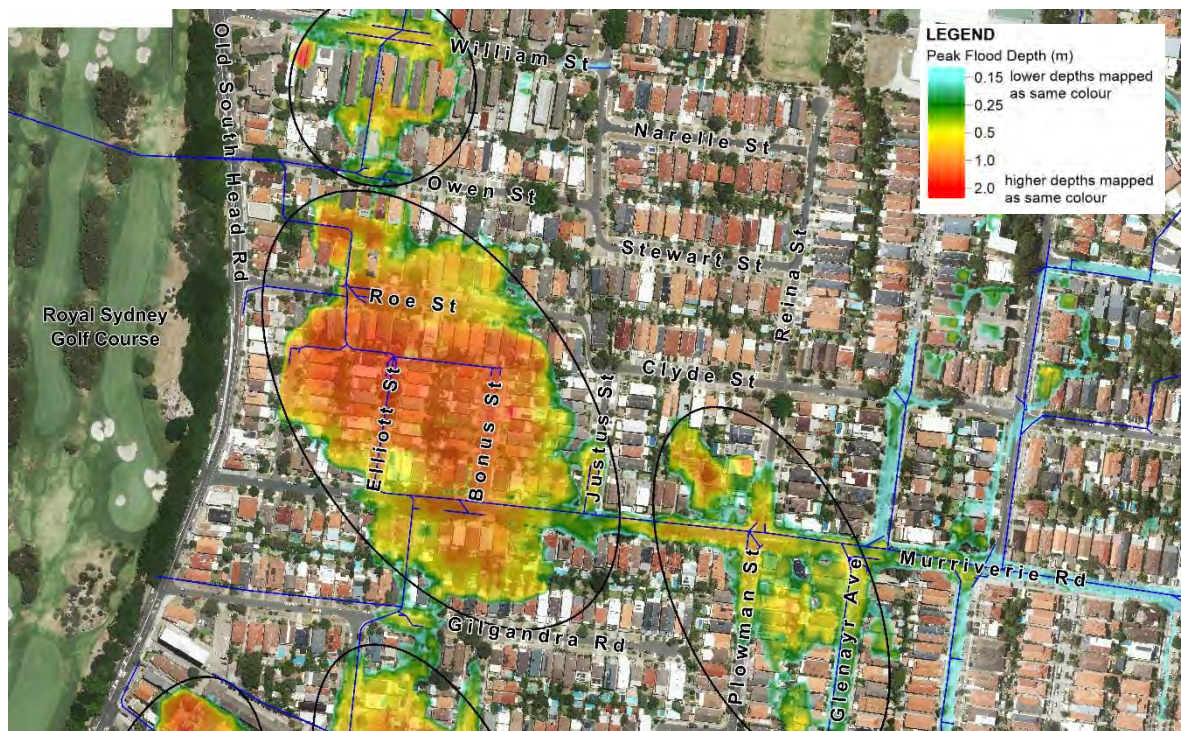 LEGEND
Peak Flood Depth (m)
0.15 lower depths mapped
as same colour
0.25
0.5
1.0
2.0 higher depths mapped
as same colour
Old South Head Rd
William St
Narelle St
Owen St
Stewart St
Reina St
Roe St
Royal Sydney
Golf Course
Clyde St
Elliott St
Bonus St
Justus St
Murriverie Rd
Plowman St
Glenayr Ave
Gilgandra Rd